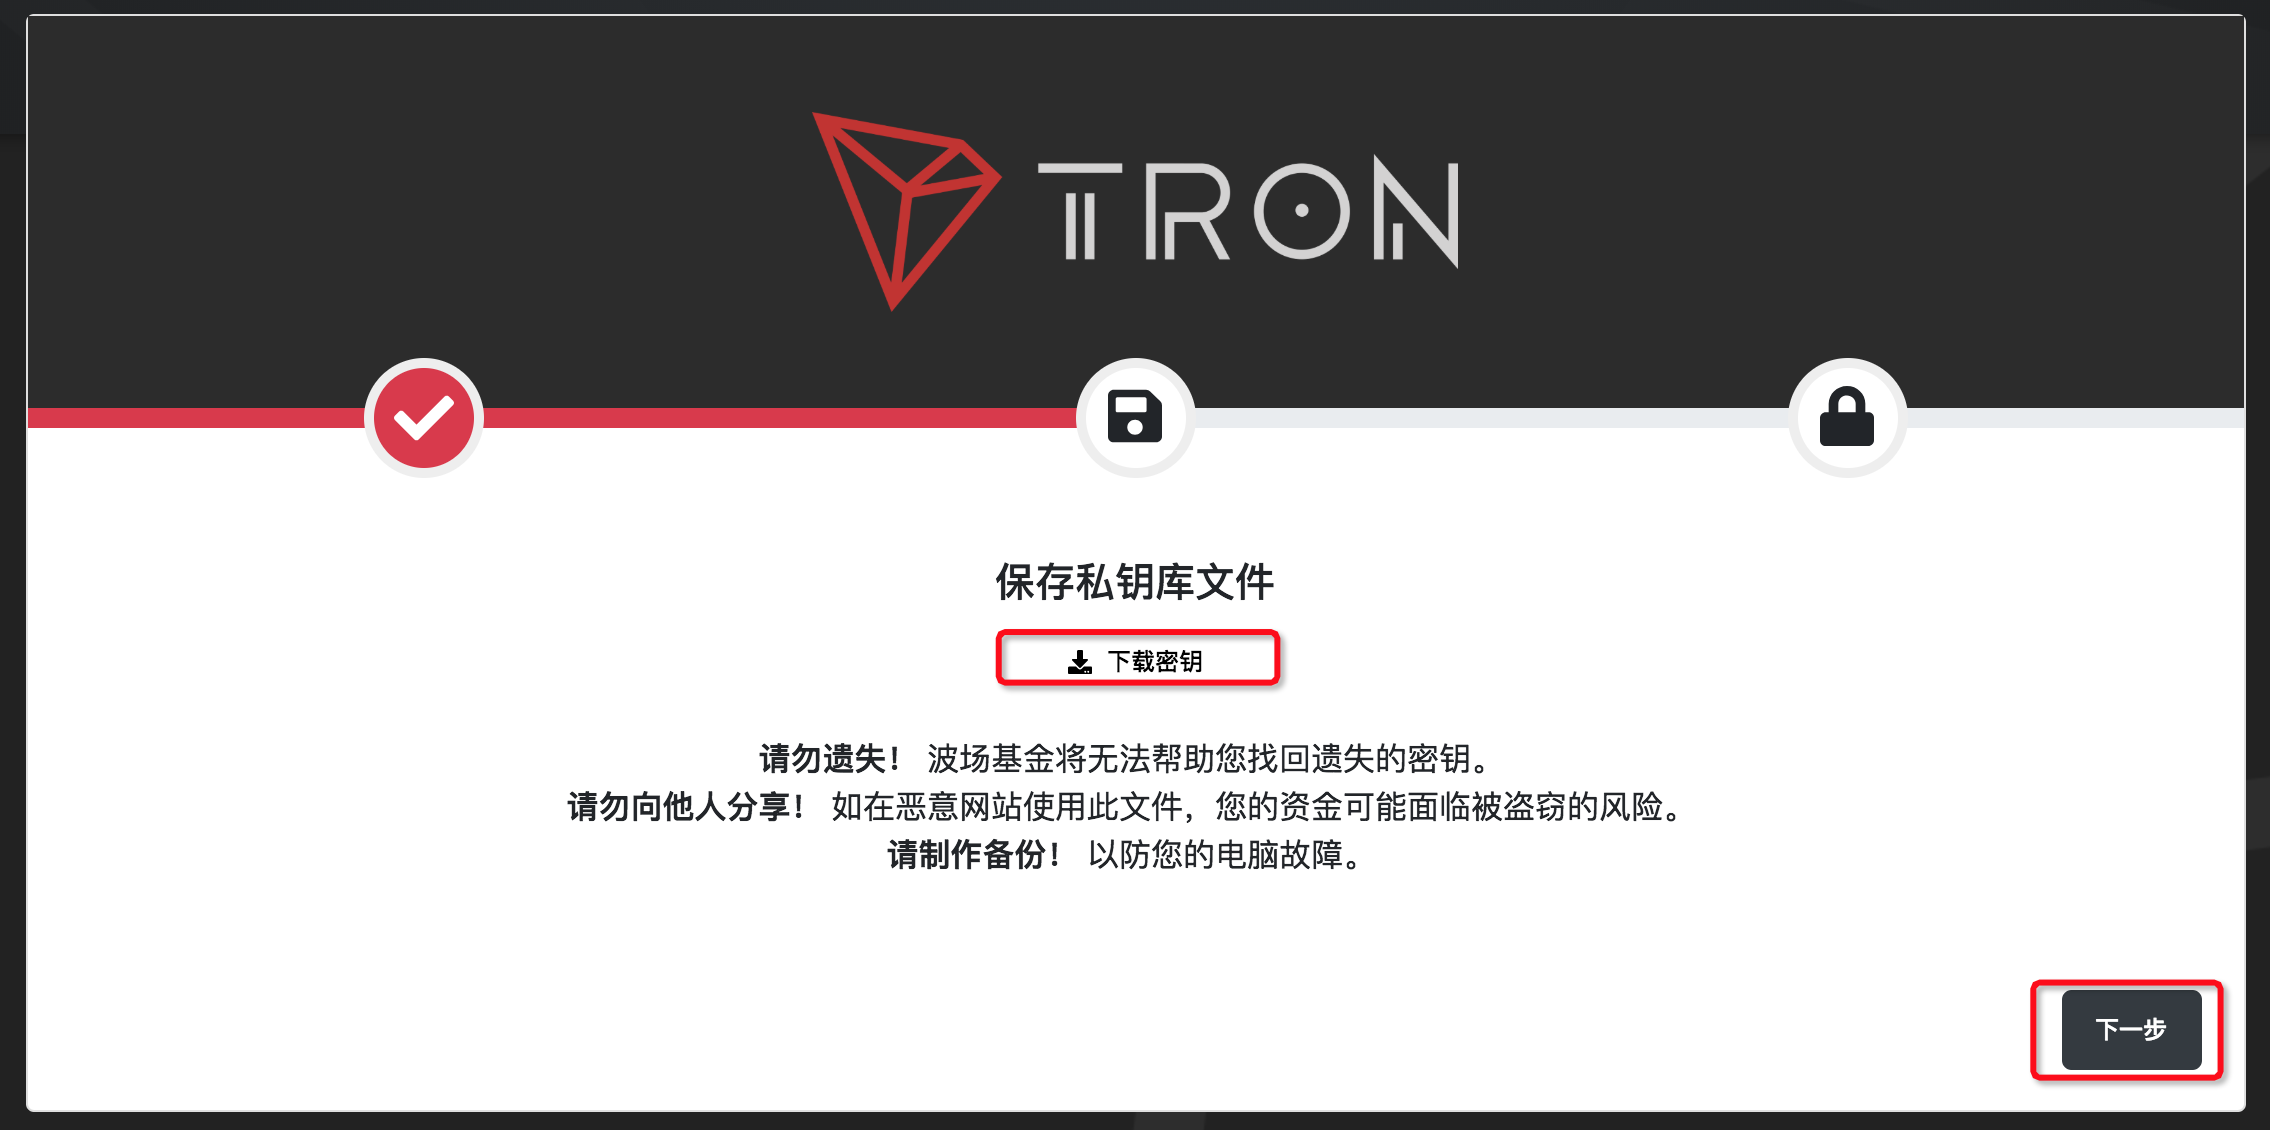 TRON
保存私钥库文件
下载密钥
请勿遗失！ 波场基金将无法帮助您找回遗失的密钥。
请勿向他人分享！ 如在恶意网站使用此文件，您的资金可能面临被盗窃的风险。
请制作备份！ 以防您的电脑故障。
下一步